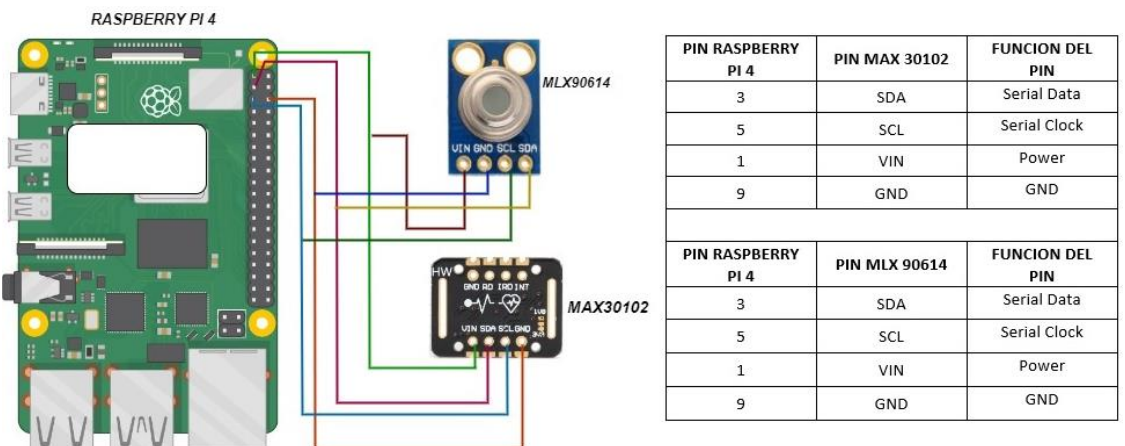 RASPBERRY PI 4
MLX90614
VIN GND SCL SDA
HW
GND RD IRD INT
MAX30102
1V8
3V3
VIN SDA SCL GND
PIN RASPBERRY PI 4 PIN MAX 30102 FUNCION DEL PIN
3 SDA Serial Data
5 SCL Serial Clock
1 VIN Power
9 GND GND
PIN RASPBERRY PI 4 PIN MLX 90614 FUNCION DEL PIN
3 SDA Serial Data
5 SCL Serial Clock
1 VIN Power
9 GND GND